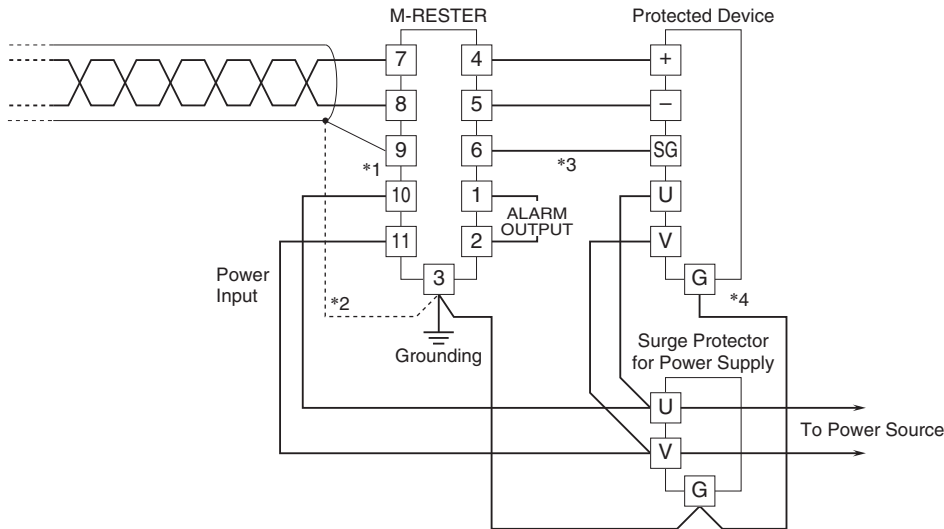 M-RESTER
Protected Device
7
4
+
8
5
–
9
6
SG
*1
*3
10
1
U
ALARM
OUTPUT
11
2
V
Power
Input
3
G
*2
*4
Grounding
Surge Protector
for Power Supply
U
To Power Source
V
G